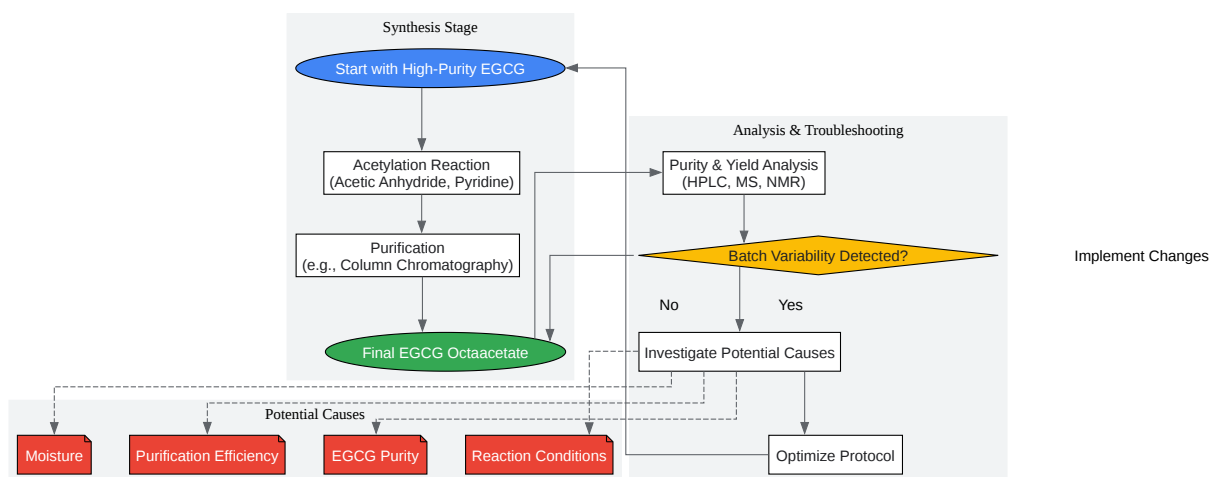 Synthesis Stage
Start with High-Purity EGCG
Acetylation Reaction
(Acetic Anhydride, Pyridine)
Purification
(e.g., Column Chromatography)
Final EGCG Octaacetate
Analysis & Troubleshooting
Purity & Yield Analysis
(HPLC, MS, NMR)
Batch Variability Detected?
Implement Changes
No
Yes
Investigate Potential Causes
Optimize Protocol
Potential Causes
Moisture
Purification Efficiency
EGCG Purity
Reaction Conditions